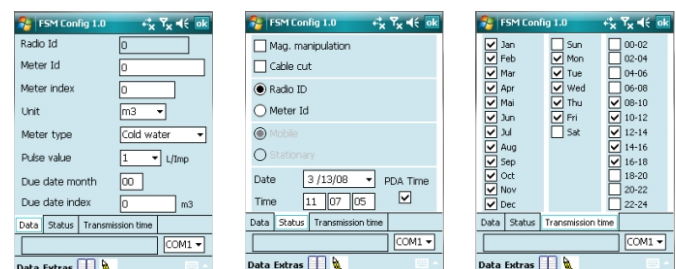 FSM Config 1.0 ok
Radio Id 0
Meter Id 0
Meter index 0
Unit m3
Meter type Cold water
Pulse value 1 L/Imp
Due date month 00
Due date index 0 m3
Data Status Transmission time
COM1
Data Extras
FSM Config 1.0 ok
Mag. manipulation
Cable cut
Radio ID
Meter Id
Mobile
Stationary
Date 3 /13/08 PDA Time
Time 11 07 05
Data Status Transmission time
COM1
Data Extras
FSM Config 1.0 ok
Jan Sun 00-02
Feb Mon 02-04
Mar Tue 04-06
Apr Wed 06-08
Mai Thu 08-10
Jun Fri 10-12
Jul Sat 12-14
Aug 14-16
Sep 16-18
Oct 18-20
Nov 20-22
Dec 22-24
Data Status Transmission time
COM1
Data Extras